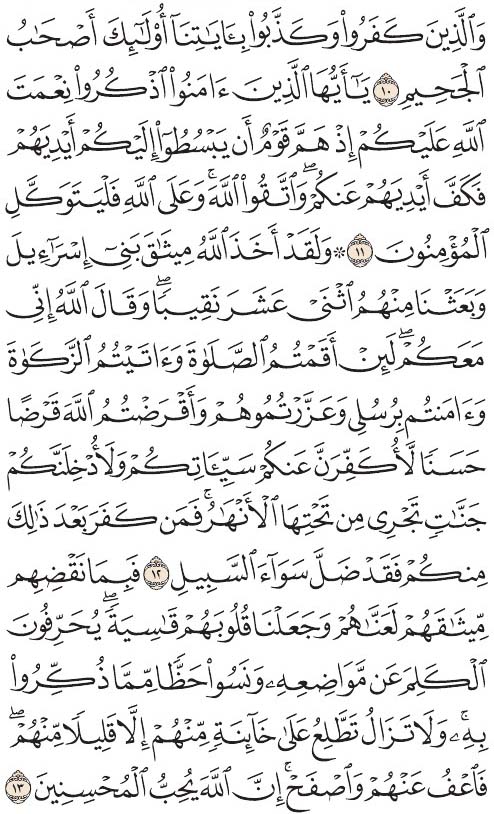 وَٱلَّذِينَ كَفَرُوا۟ وَكَذَّبُوا۟ بِـَٔايَٰتِنَآ أُو۟لَٰٓئِكَ أَصْحَٰبُ
ٱلْجَحِيمِ ١٠ يَٰٓأَيُّهَا ٱلَّذِينَ ءَامَنُوا۟ ٱذْكُرُوا۟ نِعْمَتَ
ٱللَّهِ عَلَيْكُمْ إِذْ هَمَّ قَوْمٌ أَن يَبْسُطُوٓا۟ إِلَيْكُمْ أَيْدِيَهُمْ
فَكَفَّ أَيْدِيَهُمْ عَنكُمْ ۖ وَٱتَّقُوا۟ ٱللَّهَ ۚ وَعَلَى ٱللَّهِ فَلْيَتَوَكَّلِ
ٱلْمُؤْمِنُونَ ١١ ۞ وَلَقَدْ أَخَذَ ٱللَّهُ مِيثَٰقَ بَنِىٓ إِسْرَٰٓءِيلَ
وَبَعَثْنَا مِنْهُمُ ٱثْنَىْ عَشَرَ نَقِيبًا ۖ وَقَالَ ٱللَّهُ إِنِّى
مَعَكُمْ ۖ لَئِنْ أَقَمْتُمُ ٱلصَّلَوٰةَ وَءَاتَيْتُمُ ٱلزَّكَوٰةَ
وَءَامَنتُم بِرُسُلِى وَعَزَّرْتُمُوهُمْ وَأَقْرَضْتُمُ ٱللَّهَ قَرْضًا
حَسَنًا لَّأُكَفِّرَنَّ عَنكُمْ سَيِّـَٔاتِكُمْ وَلَأُدْخِلَنَّكُمْ
جَنَّٰتٍ تَجْرِى مِن تَحْتِهَا ٱلْأَنْهَٰرُ ۚ فَمَن كَفَرَ بَعْدَ ذَٰلِكَ
مِنكُمْ فَقَدْ ضَلَّ سَوَآءَ ٱلسَّبِيلِ ١٢ فَبِمَا نَقْضِهِم
مِّيثَٰقَهُمْ لَعَنَّٰهُمْ وَجَعَلْنَا قُلُوبَهُمْ قَٰسِيَةً ۖ يُحَرِّفُونَ
ٱلْكَلِمَ عَن مَّوَاضِعِهِۦ ۙ وَنَسُوا۟ حَظًّا مِّمَّا ذُكِّرُوا۟
بِهِۦ ۚ وَلَا تَزَالُ تَطَّلِعُ عَلَىٰ خَآئِنَةٍ مِّنْهُمْ إِلَّا قَلِيلًا مِّنْهُمْ ۖ
فَٱعْفُ عَنْهُمْ وَٱصْفَحْ ۚ إِنَّ ٱللَّهَ يُحِبُّ ٱلْمُحْسِنِينَ ١٣